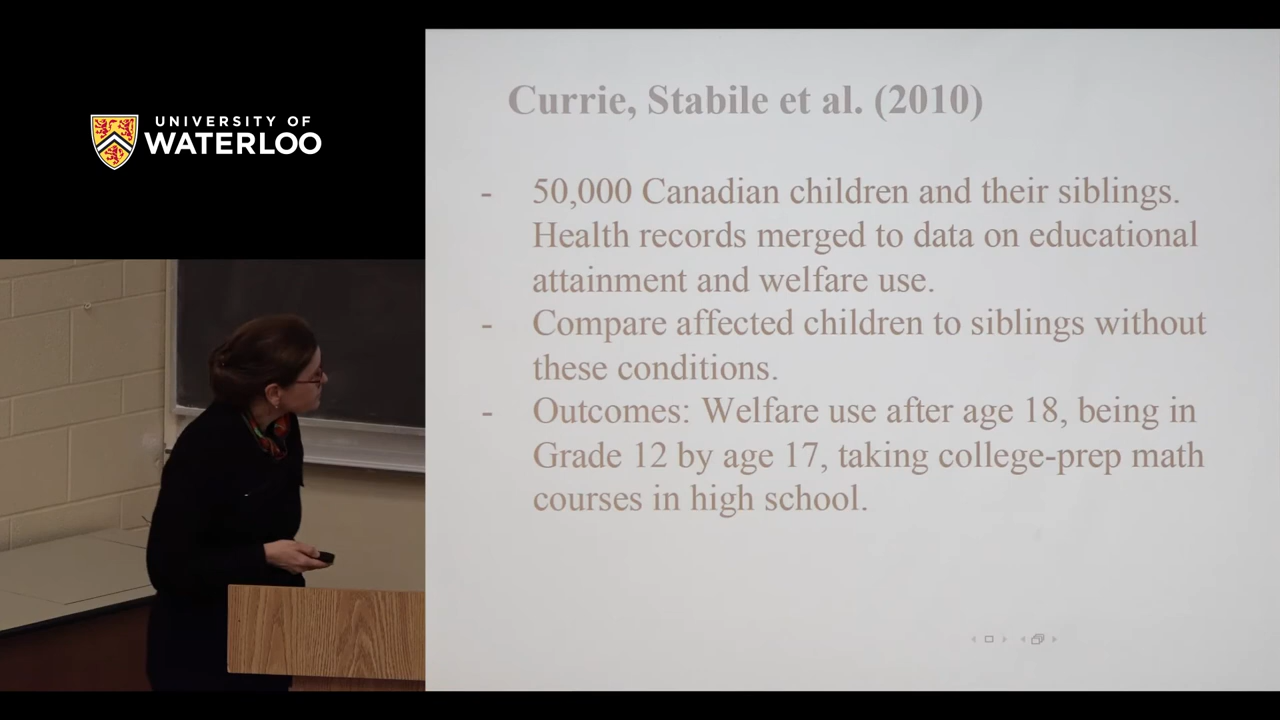 UNIVERSITY OF
WATERLOO
Currie, Stabile et al. (2010)
- 50,000 Canadian children and their siblings.
Health records merged to data on educational
attainment and welfare use.
- Compare affected children to siblings without
these conditions.
- Outcomes: Welfare use after age 18, being in
Grade 12 by age 17, taking college-prep math
courses in high school.